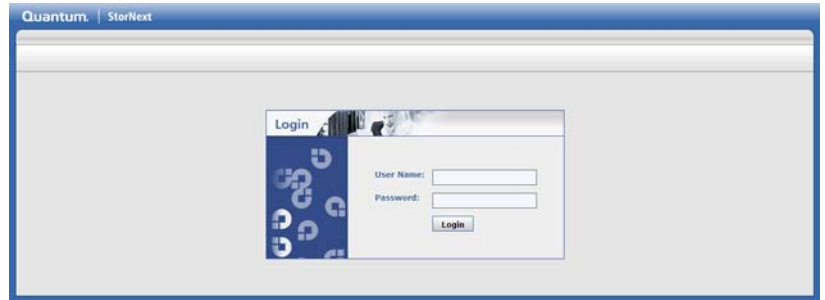 Quantum. | StorNext
Login
User Name:
Password:
Login